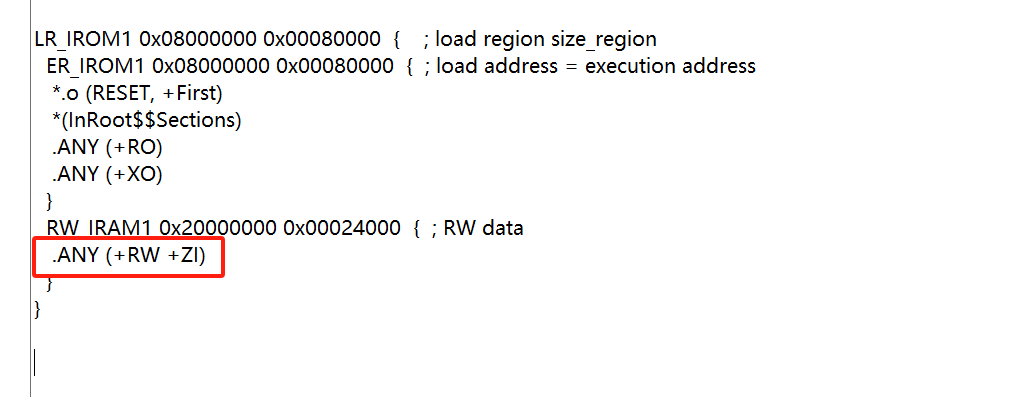 LR_IROM1 0x08000000 0x00080000  {    ; load region size_region
  ER_IROM1 0x08000000 0x00080000  {  ; load address = execution address
   *.o (RESET, +First)
   *(InRoot$$Sections)
   .ANY (+RO)
   .ANY (+XO)
  }
  RW_IRAM1 0x20000000 0x00024000  {  ; RW data
   .ANY (+RW +ZI)
  }
}